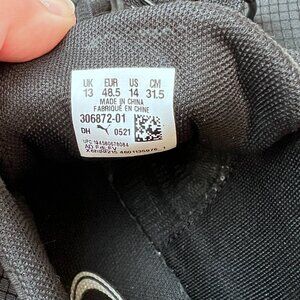 UK EUR US CM
13 48.5 14 31.5
MADE IN CHINA
FABRIQUÉ EN CHINE
306872-01
DH 0521